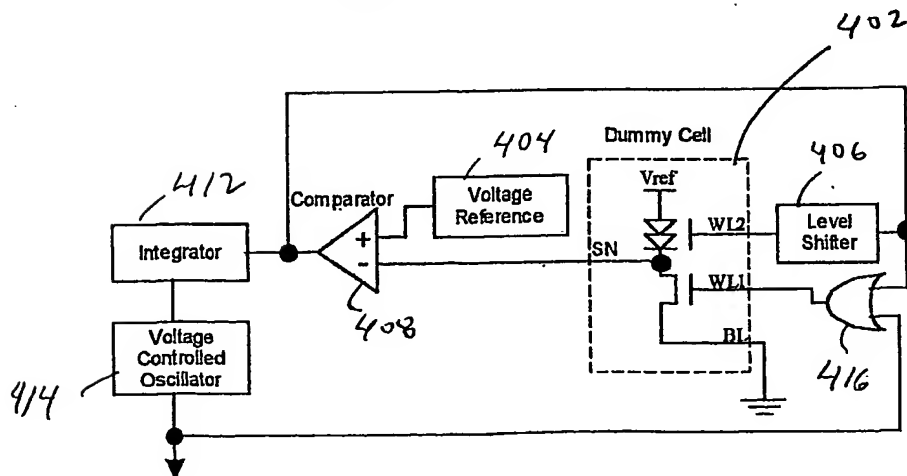 402
Dummy Cell
404
406
412
Comparator
Voltage
Reference
Vref
+
-
Integrator
SN
WL2
Level
Shifter
WL1
408
Voltage
Controlled
Oscillator
BL
414
416